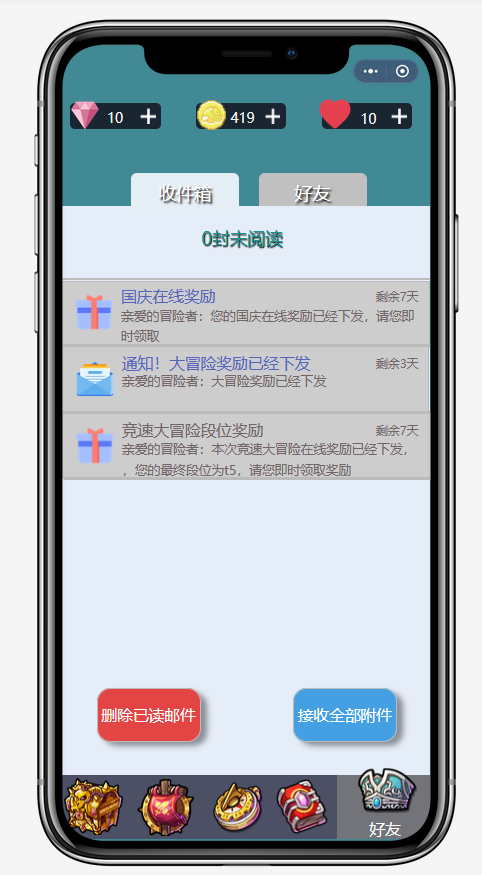 10
419
10
收件箱
好友
0封未阅读
国庆在线奖励
剩余7天
亲爱的冒险者：您的国庆在线奖励已经下发，请您即
时领取
通知！大冒险奖励已经下发
剩余3天
亲爱的冒险者：大冒险奖励已经下发
竞速大冒险段位奖励
剩余7天
亲爱的冒险者：本次竞速大冒险在线奖励已经下发，
，您的最终段位为t5，请您即时领取奖励
删除已读邮件
接收全部附件
好友